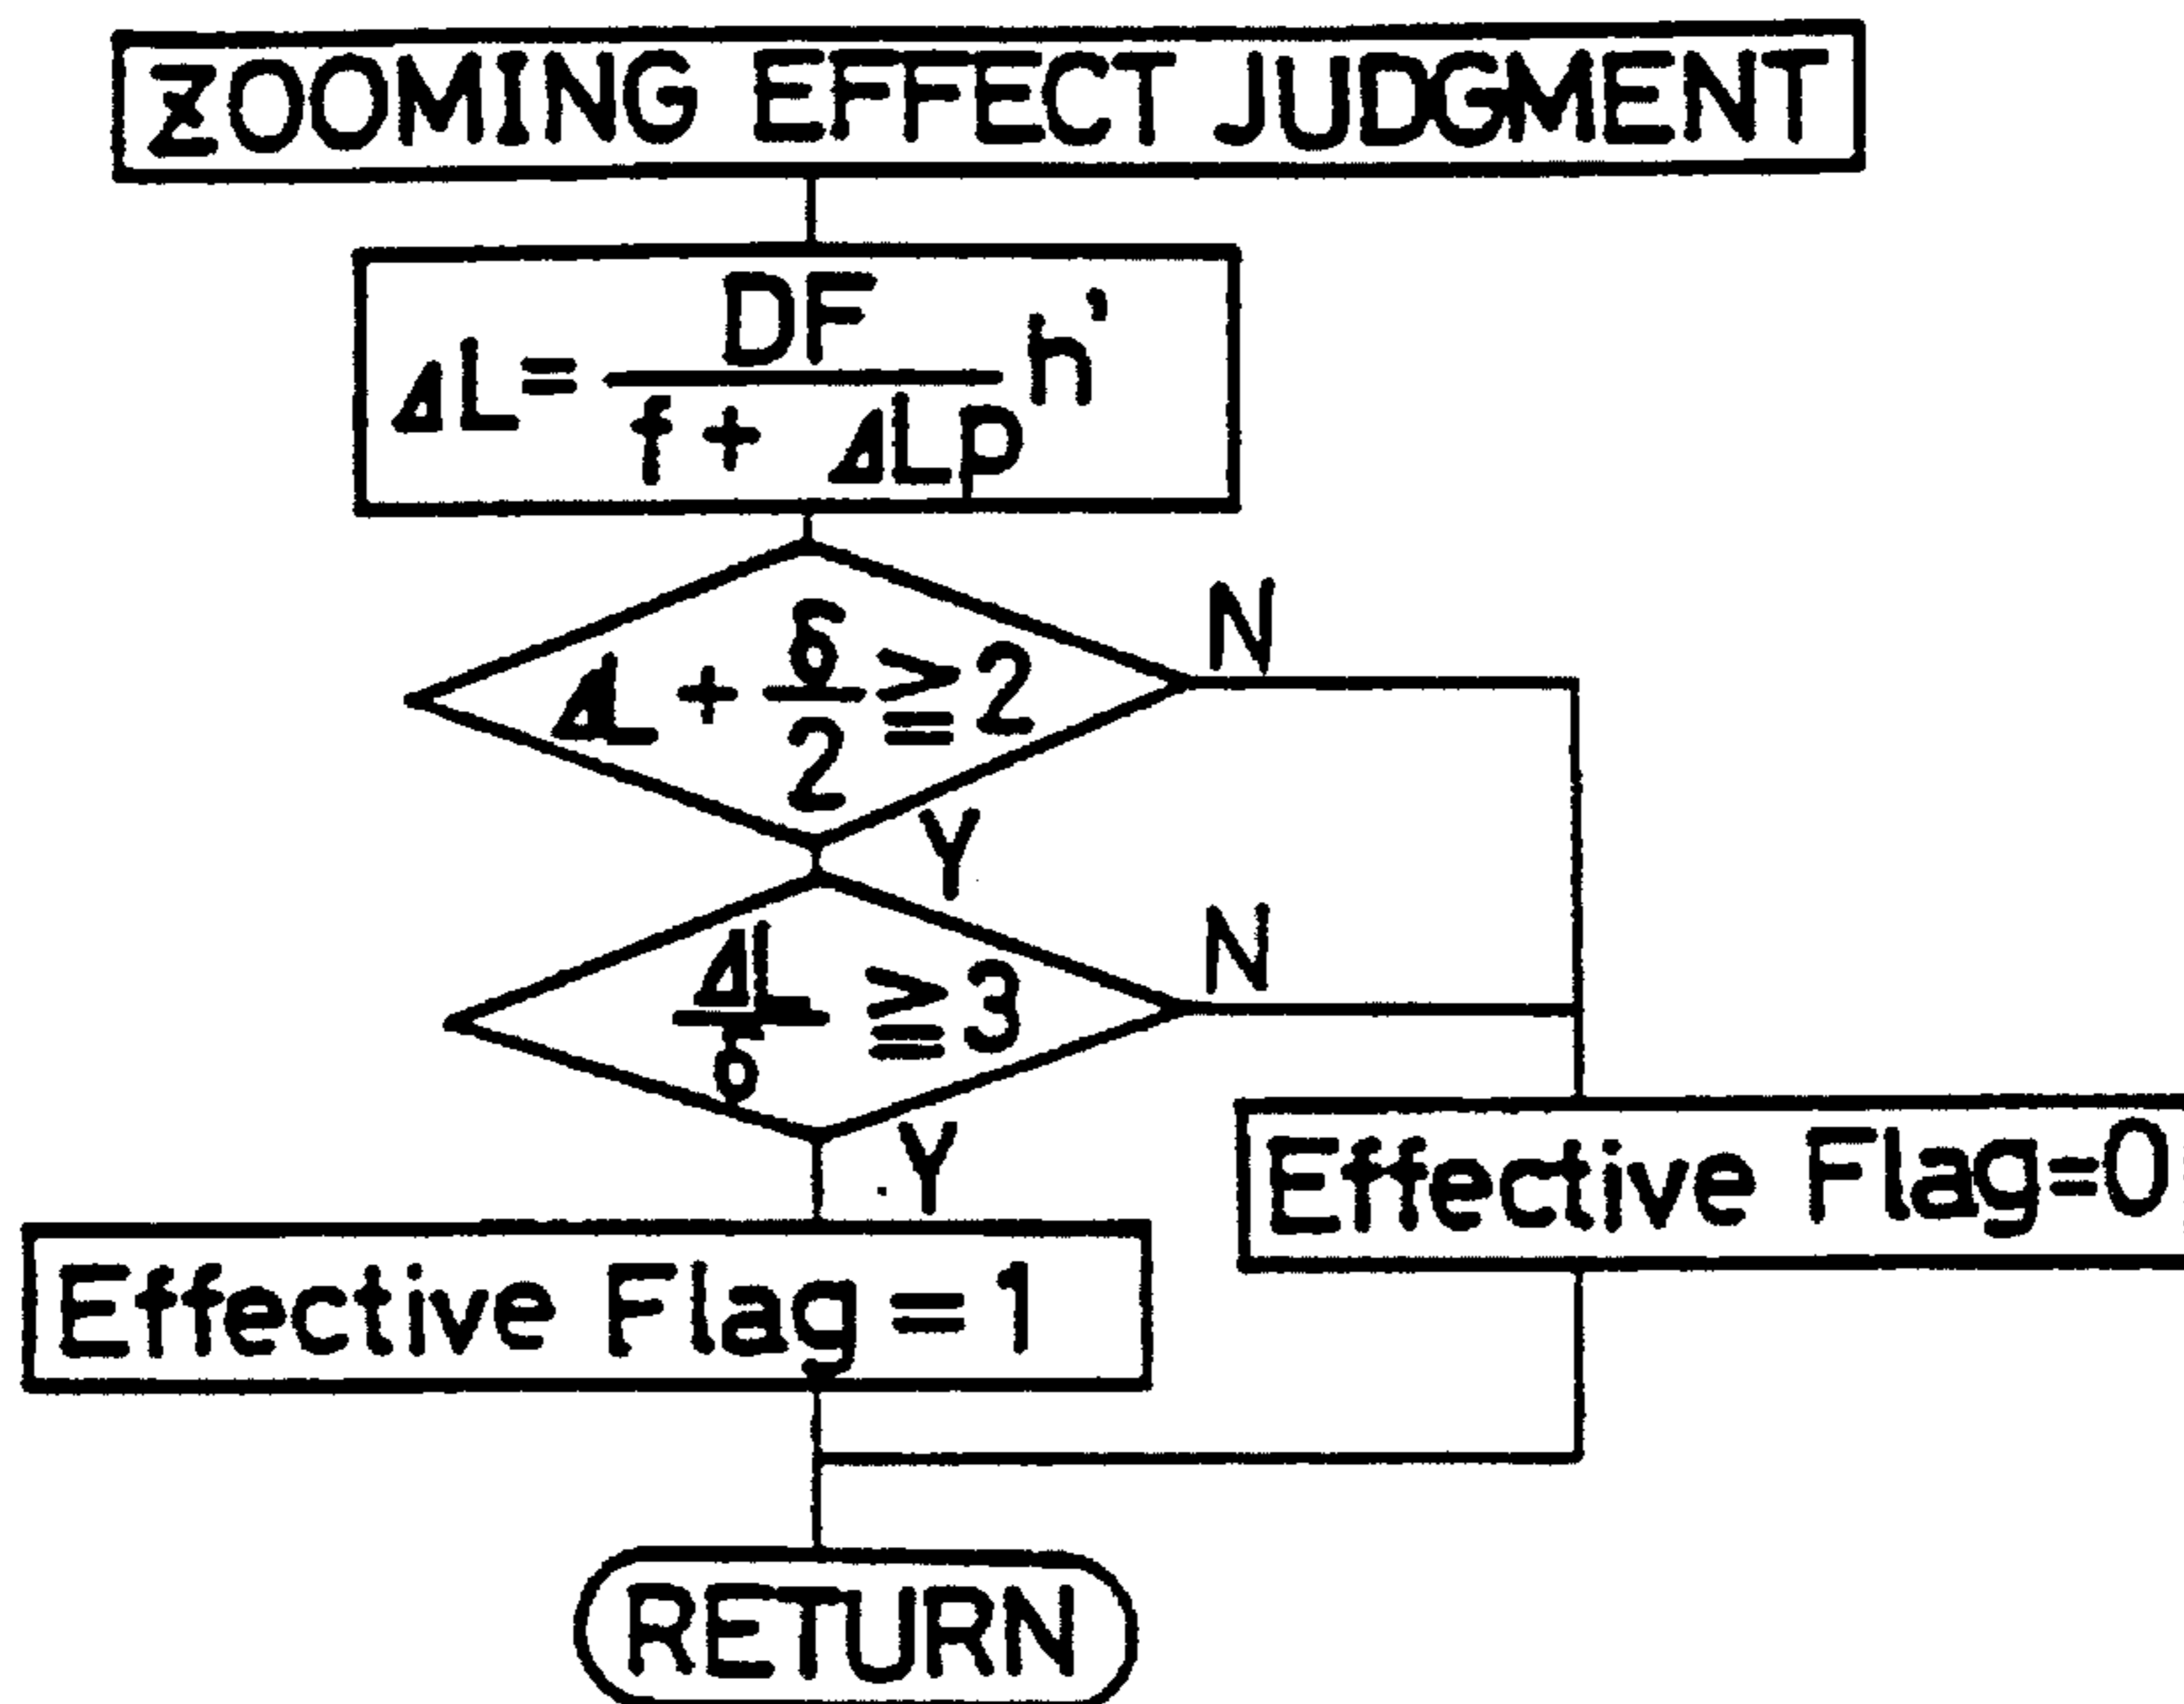 ZOOMING EFFECT JUDGMENT
ΔL = DF / (f + ΔLp) h'
ΔL + δ/2 ≧ 2
N
Y
ΔL/δ ≧ 3
N
Y
Effective Flag=0
Effective Flag = 1
RETURN